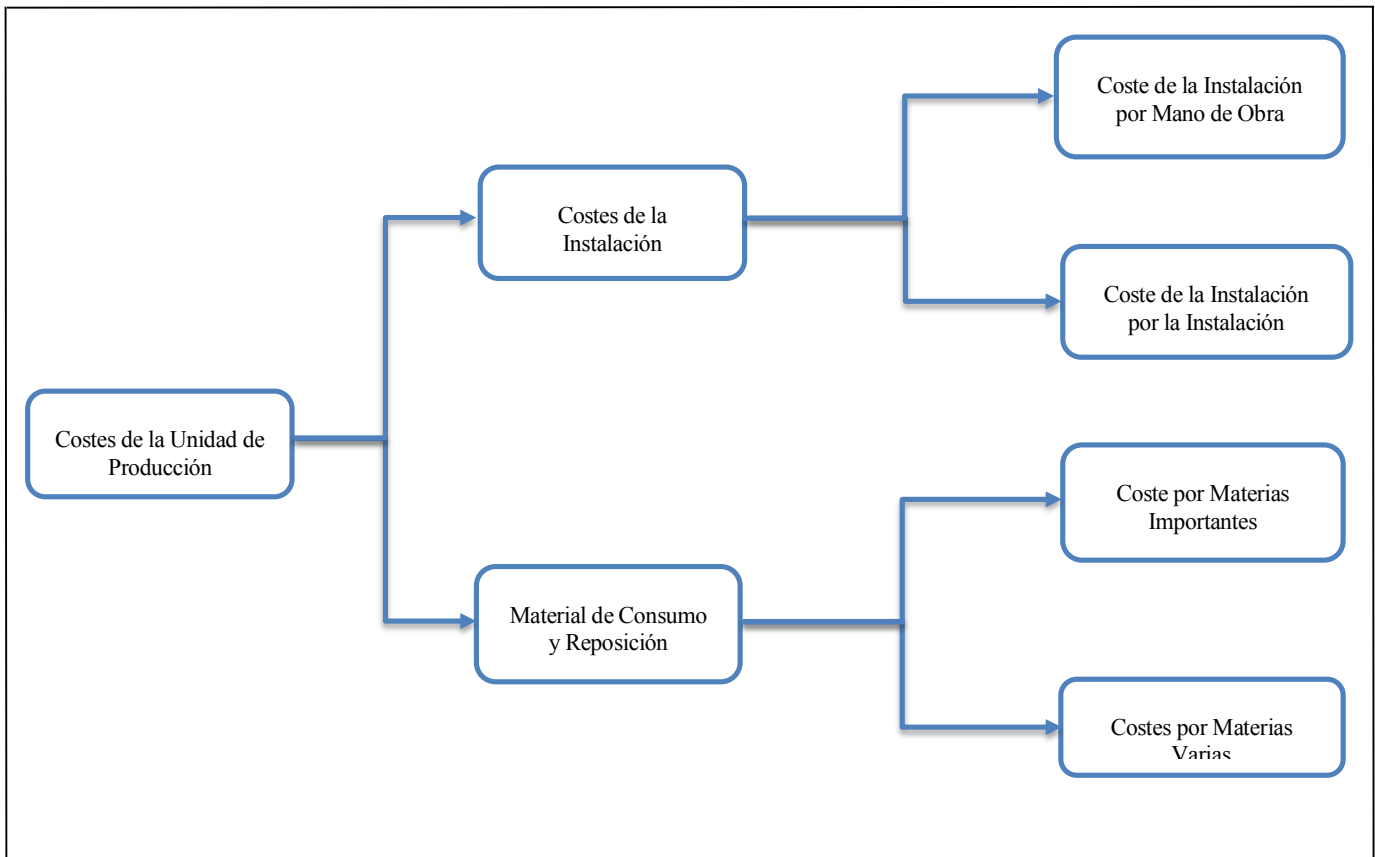 Coste de la Instalación
por Mano de Obra
Costes de la
Instalación
Coste de la Instalación
por la Instalación
Costes de la Unidad de
Producción
Coste por Materias
Importantes
Material de Consumo
y Reposición
Costes por Materias
Varias